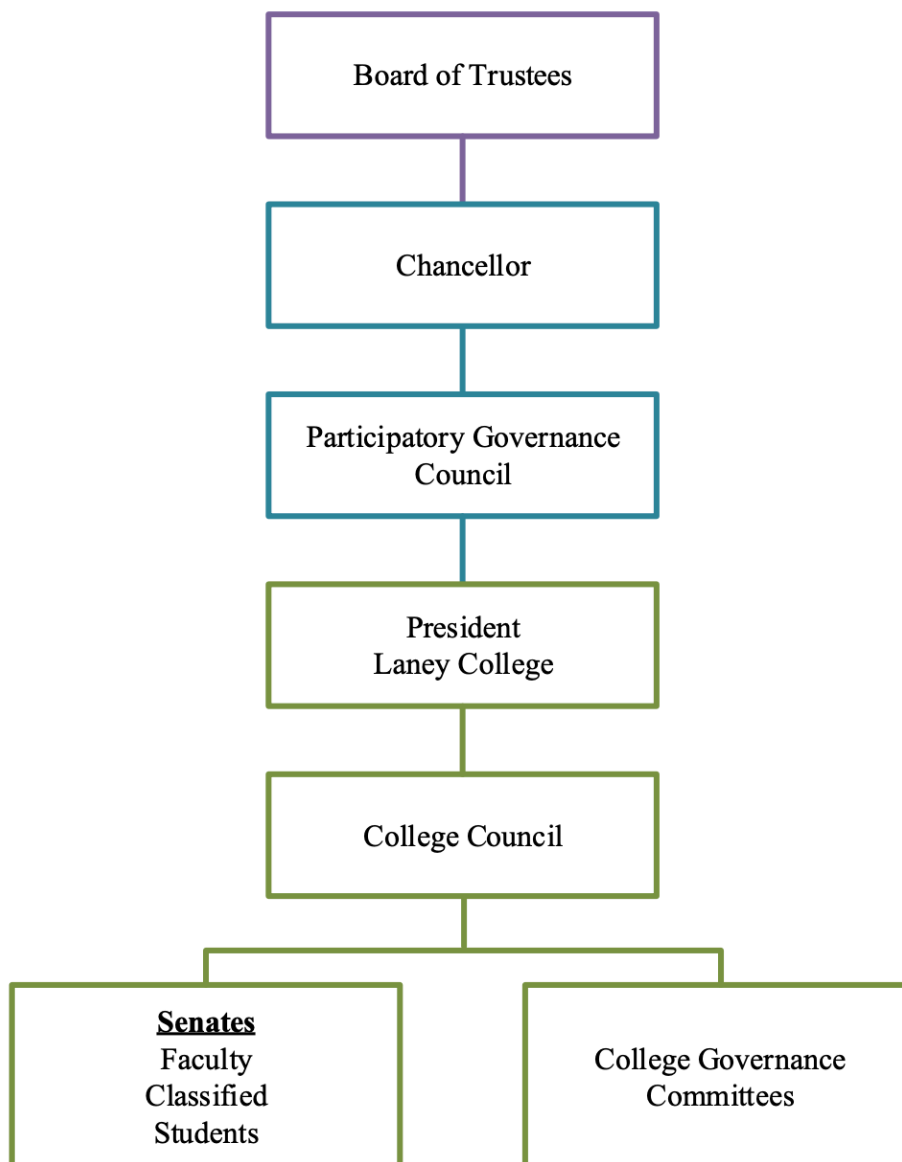 Board of Trustees
Chancellor
Participatory Governance
Council
President
Laney College
College Council
Senates
Faculty
Classified
Students
College Governance
Committees